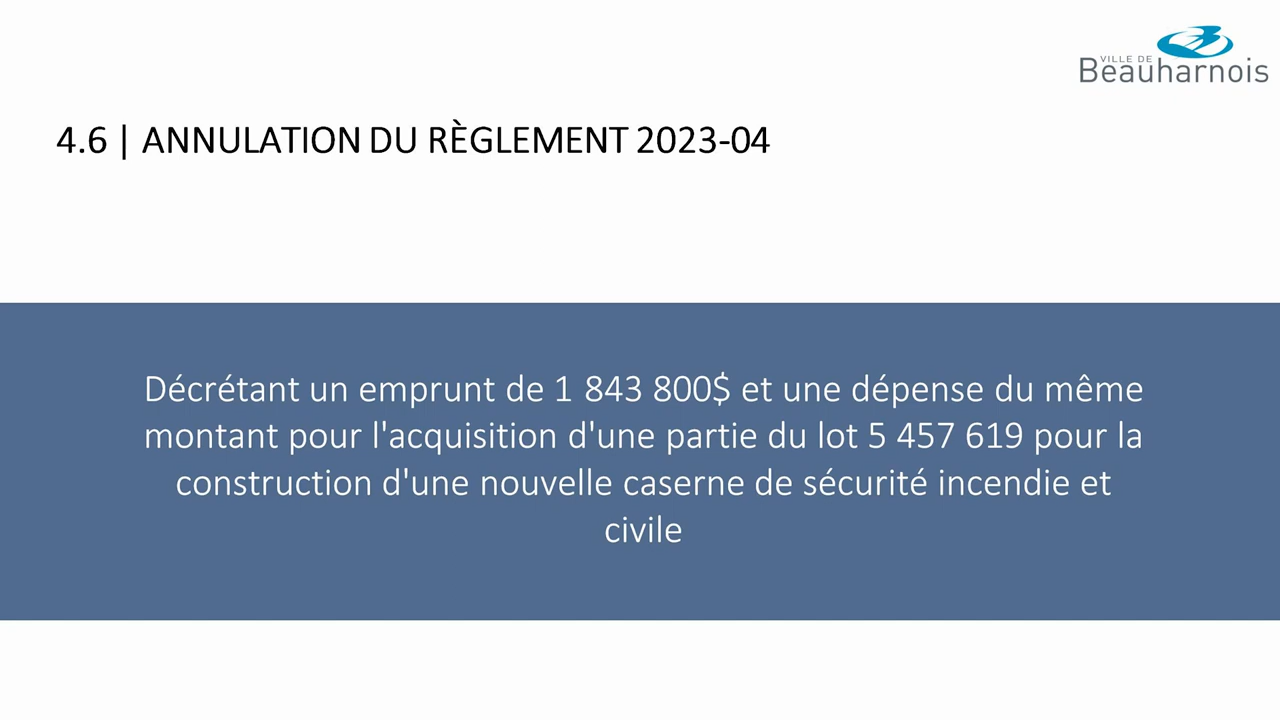 VILLE DE
Beauharnois
4.6 | ANNULATION DU RÈGLEMENT 2023-04
Décrétant un emprunt de 1 843 800$ et une dépense du même
montant pour l'acquisition d'une partie du lot 5 457 619 pour la
construction d'une nouvelle caserne de sécurité incendie et
civile